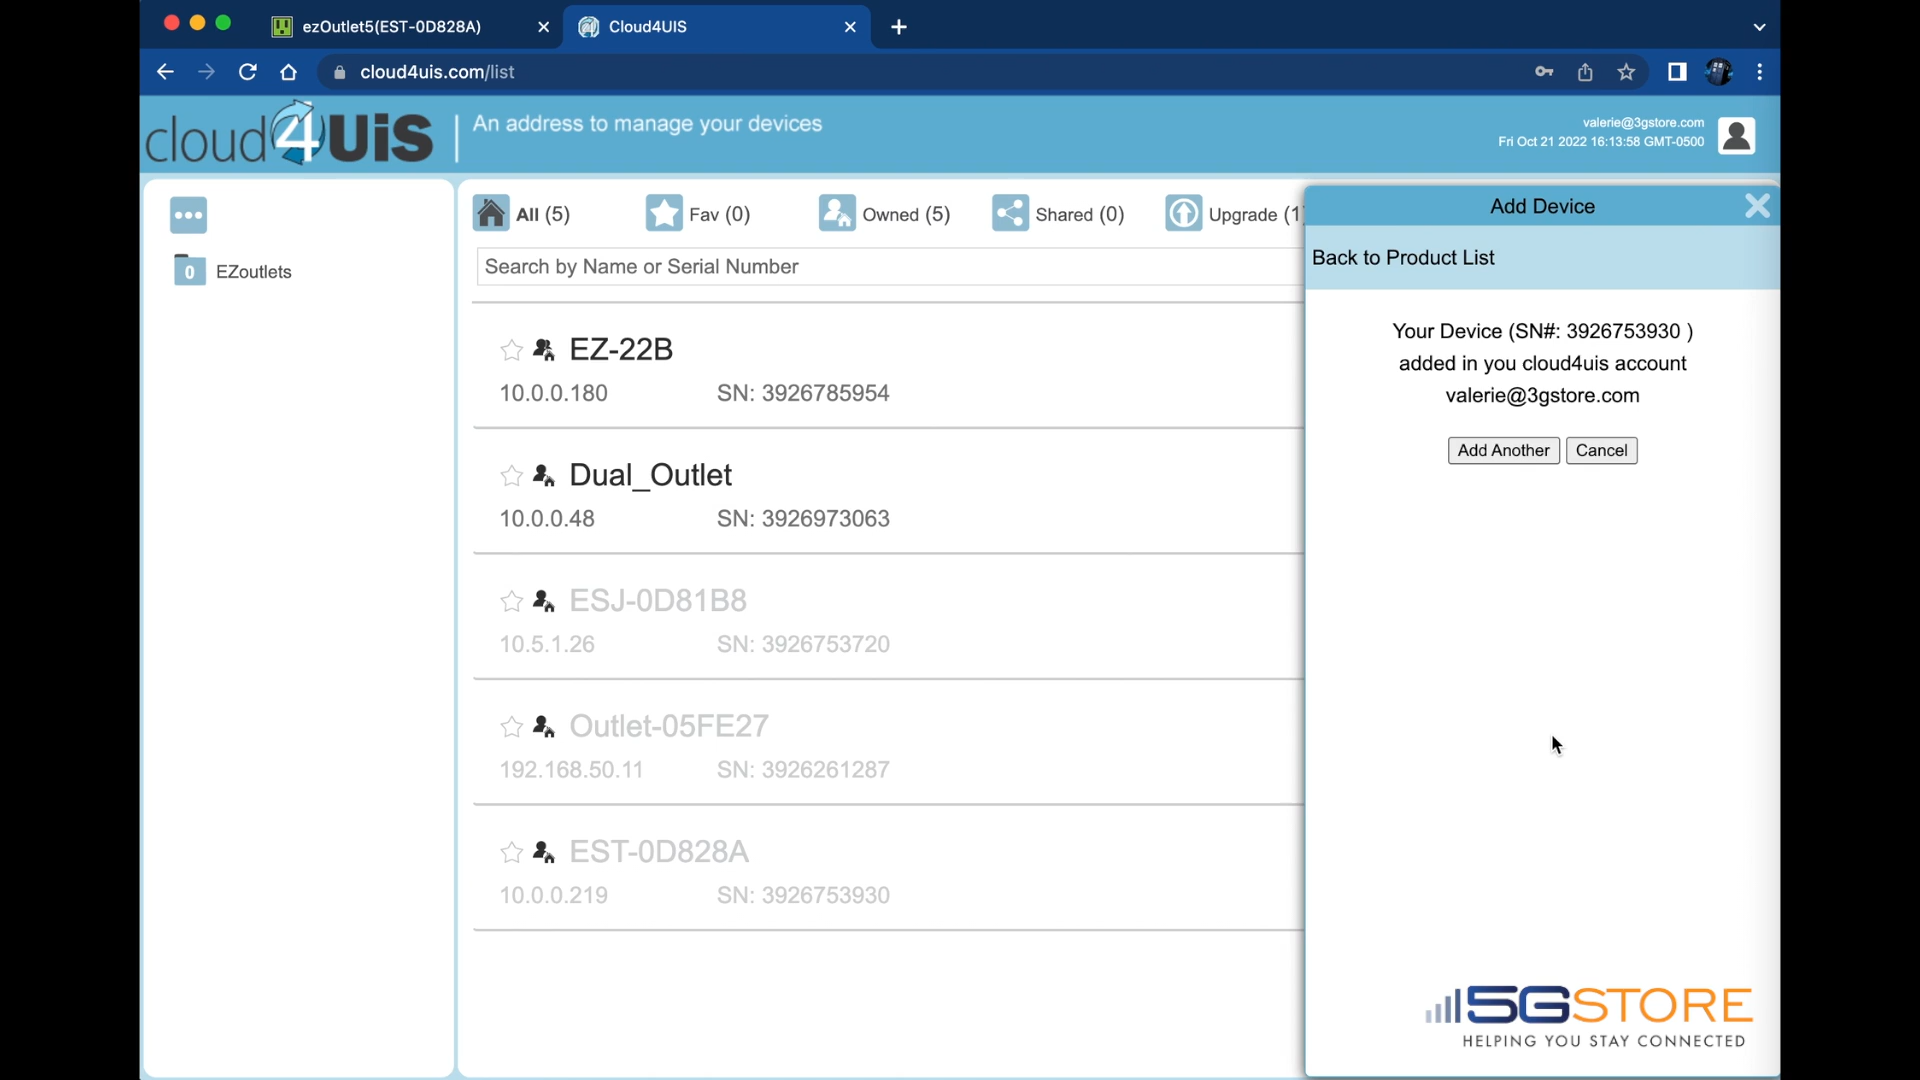 ezOutlet5(EST-0D828A)
Cloud4UIS
cloud4uis.com/list
cloud4UiS
An address to manage your devices
valerie@3gstore.com
Fri Oct 21 2022 16:13:58 GMT-0500
0 EZoutlets
All (5) Fav (0) Owned (5) Shared (0) Upgrade (1
Search by Name or Serial Number
EZ-22B
10.0.0.180 SN: 3926785954
Dual_Outlet
10.0.0.48 SN: 3926973063
ESJ-0D81B8
10.5.1.26 SN: 3926753720
Outlet-05FE27
192.168.50.11 SN: 3926261287
EST-0D828A
10.0.0.219 SN: 3926753930
Add Device
Back to Product List
Your Device (SN#: 3926753930 )
added in you cloud4uis account
valerie@3gstore.com
Add Another Cancel
5GSTORE
HELPING YOU STAY CONNECTED